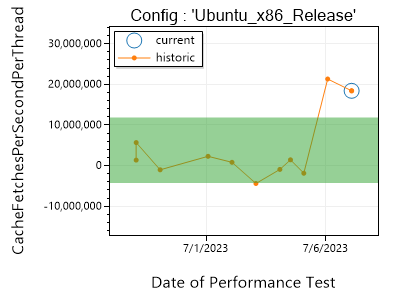 Config : 'Ubuntu_x86_Release'
CacheFetchesPerSecondPerThread
30,000,000
20,000,000
10,000,000
0
-10,000,000
current
historic
7/1/2023
7/6/2023
Date of Performance Test